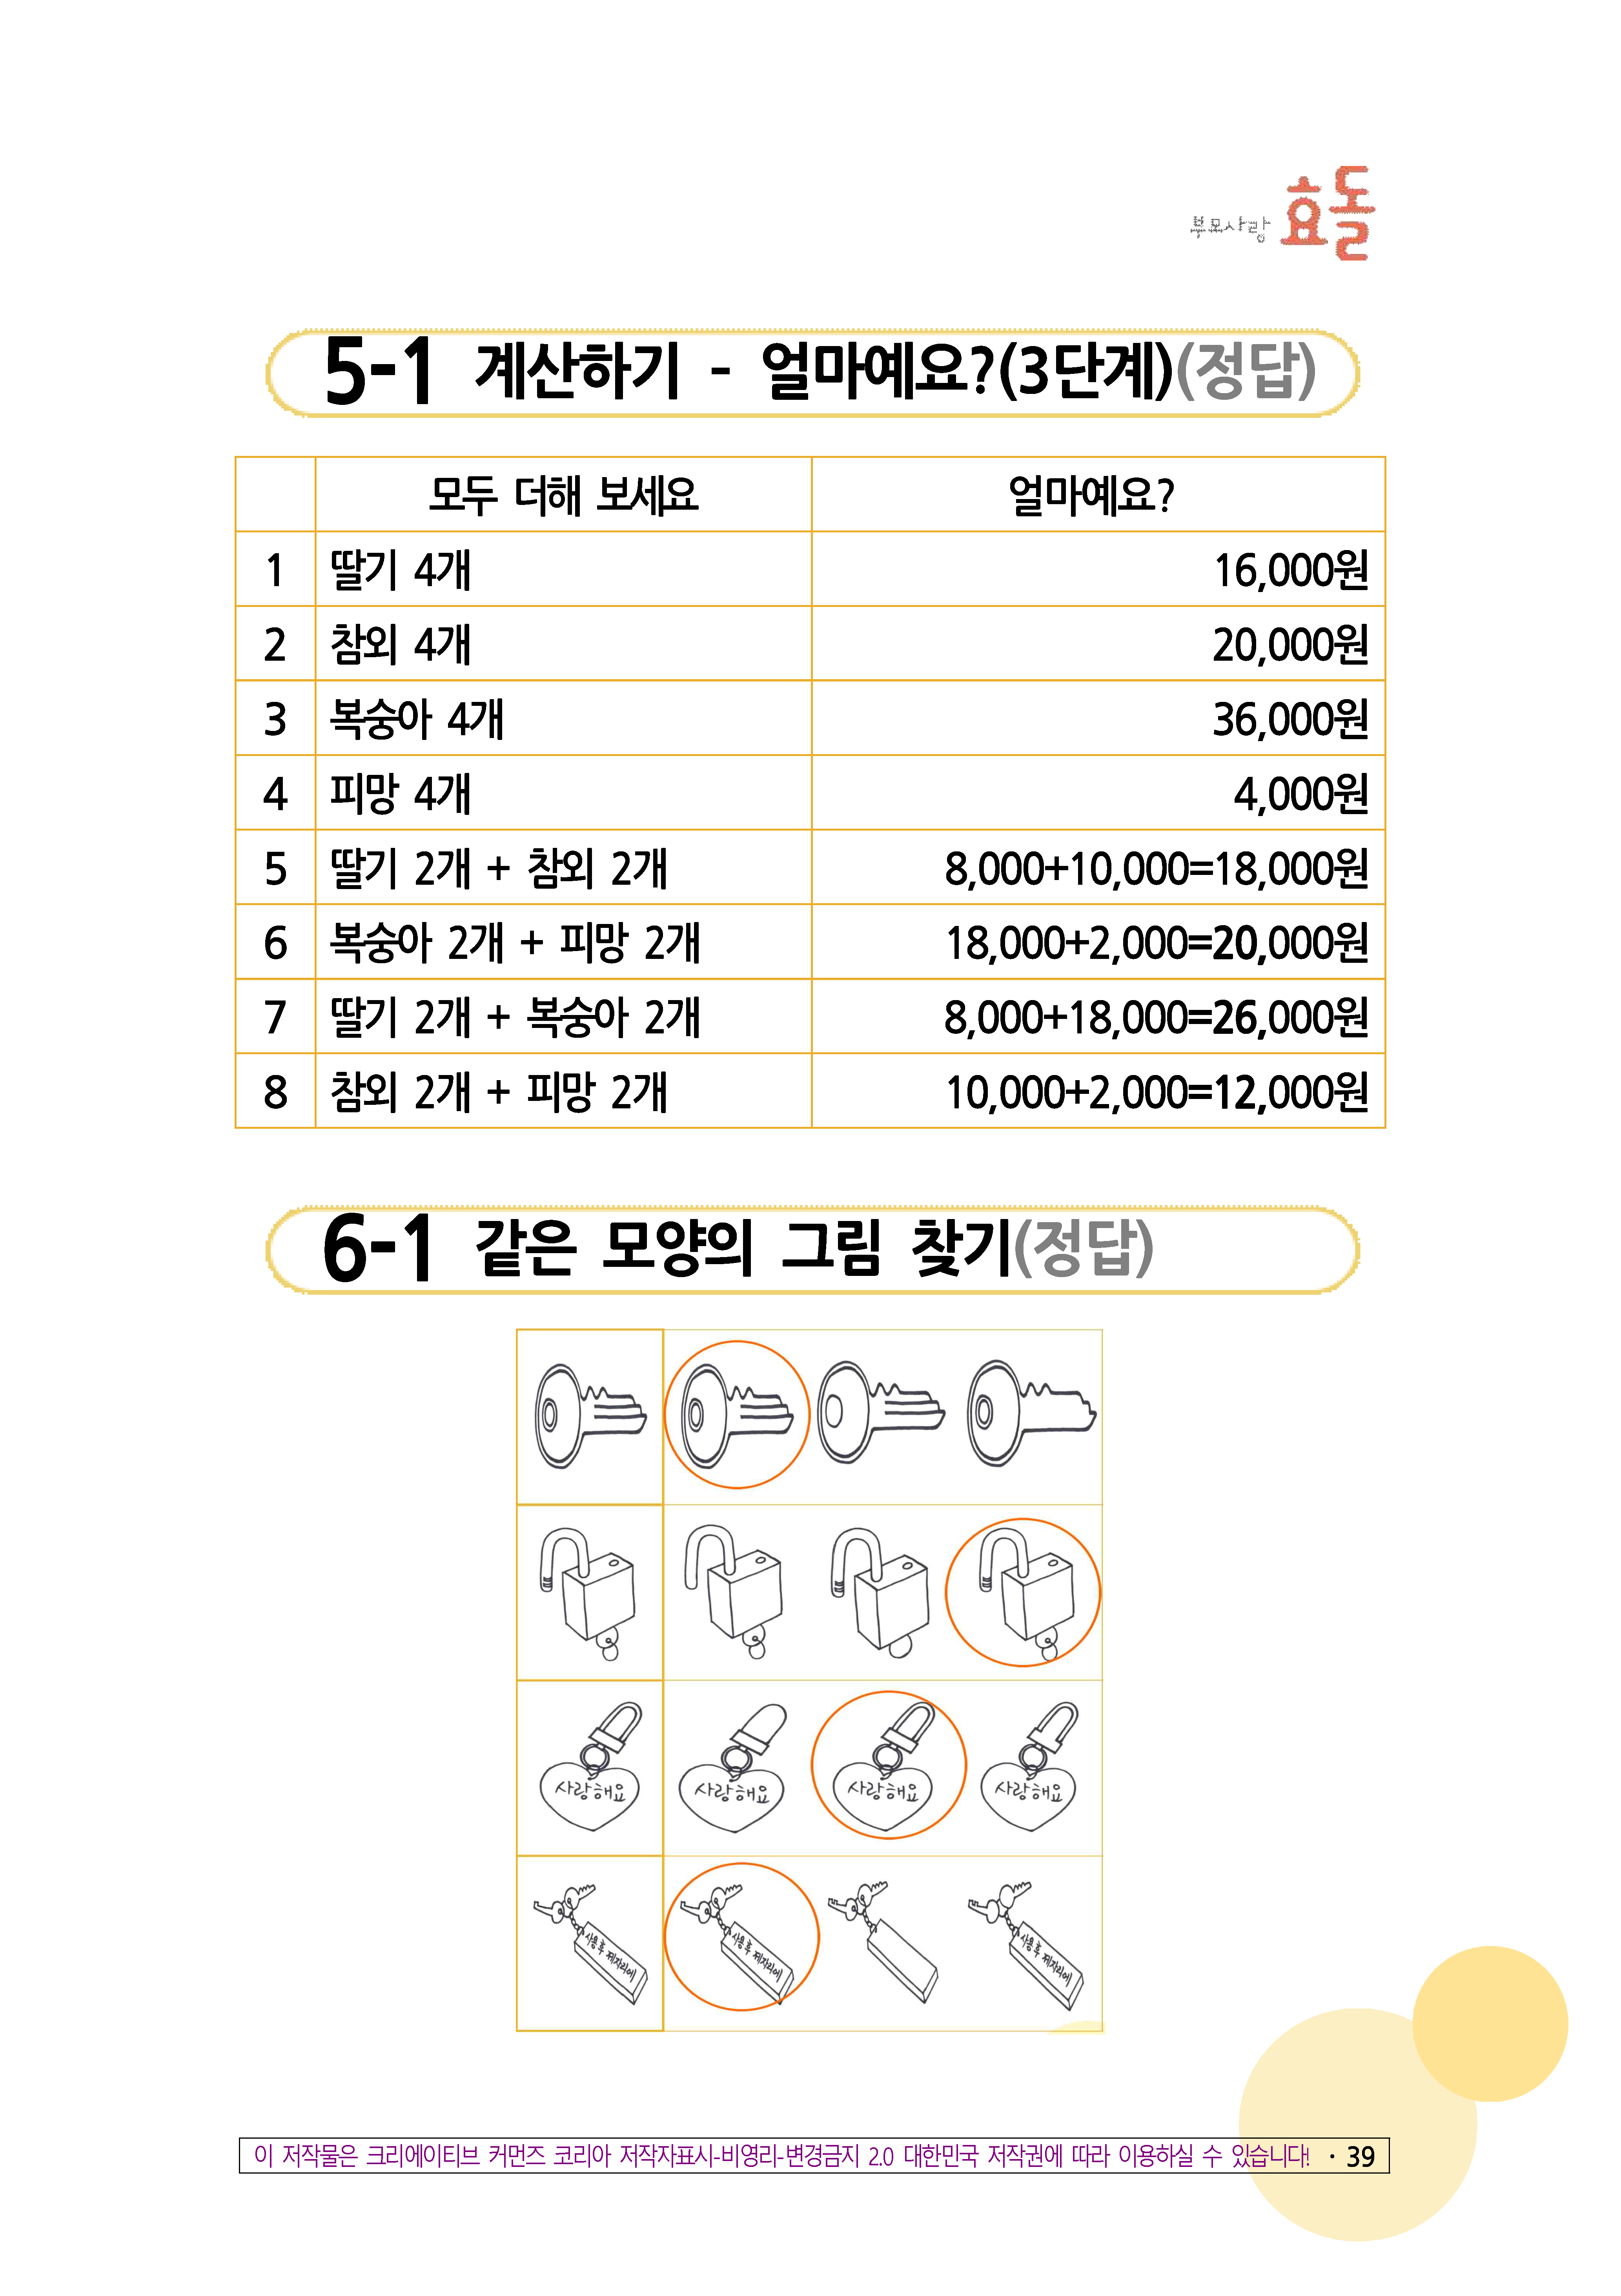 부모사랑 효돌
5-1 계산하기 - 얼마예요?(3단계)(정답)
모두 더해 보세요 얼마예요?
1 딸기 4개 16,000원
2 참외 4개 20,000원
3 복숭아 4개 36,000원
4 피망 4개 4,000원
5 딸기 2개 + 참외 2개 8,000+10,000=18,000원
6 복숭아 2개 + 피망 2개 18,000+2,000=20,000원
7 딸기 2개 + 복숭아 2개 8,000+18,000=26,000원
8 참외 2개 + 피망 2개 10,000+2,000=12,000원
6-1 같은 모양의 그림 찾기(정답)
사랑해요 사랑해요 사랑해요 사랑해요
사용후 제자리에 사용후 제자리에 사용후 제자리에
이 저작물은 크리에이티브 커먼즈 코리아 저작자표시-비영리-변경금지 2.0 대한민국 저작권에 따라 이용하실 수 있습니다! · 39